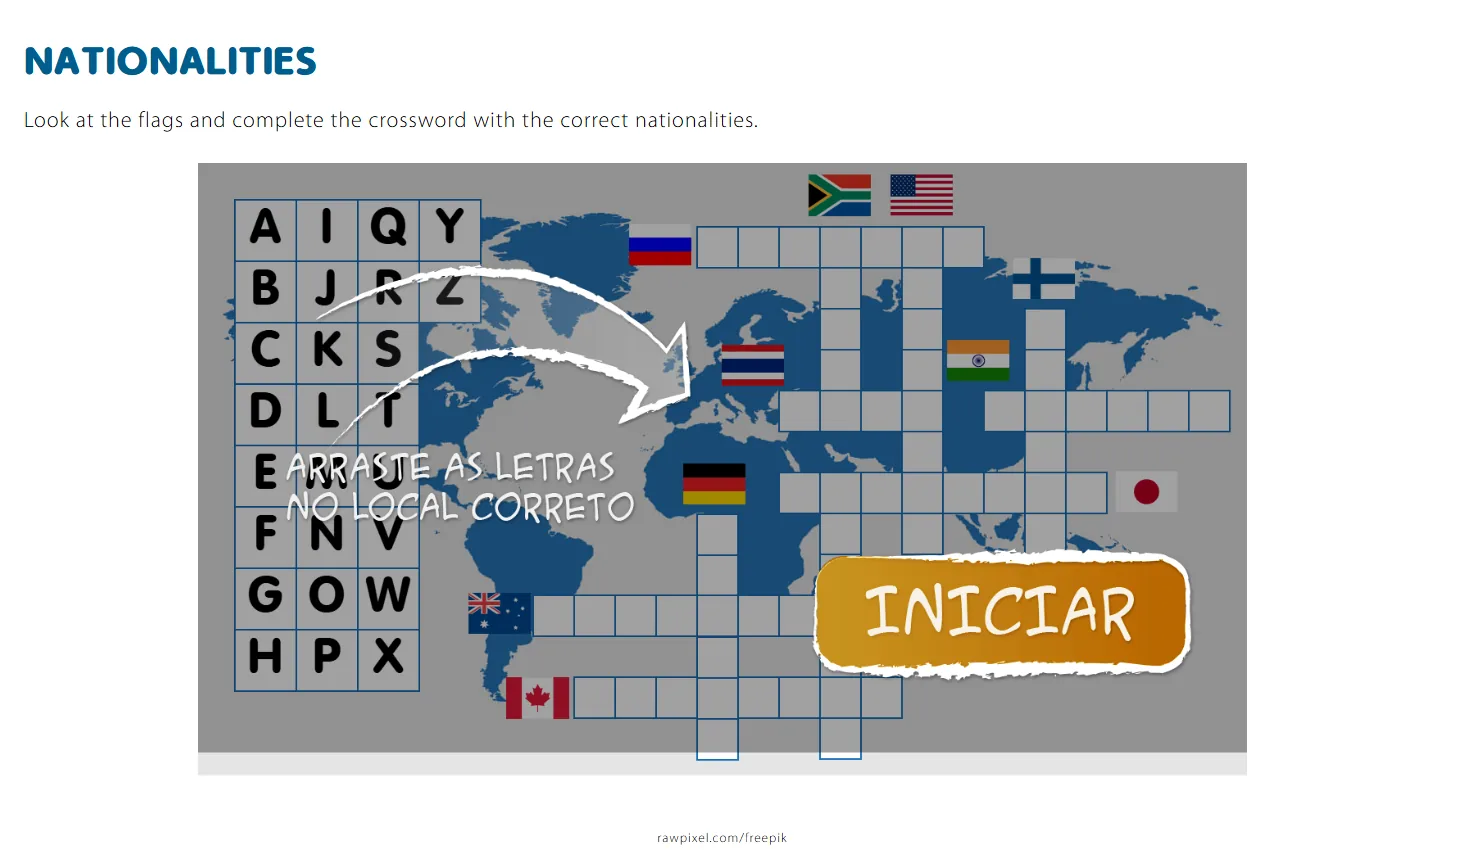 NATIONALITIES
Look at the flags and complete the crossword with the correct nationalities.
A I Q Y
B J R Z
C K S
D L T
E M U
F N V
G O W
H P X
ARRASTE AS LETRAS
NO LOCAL CORRETO
INICIAR
rawpixel.com/freepik